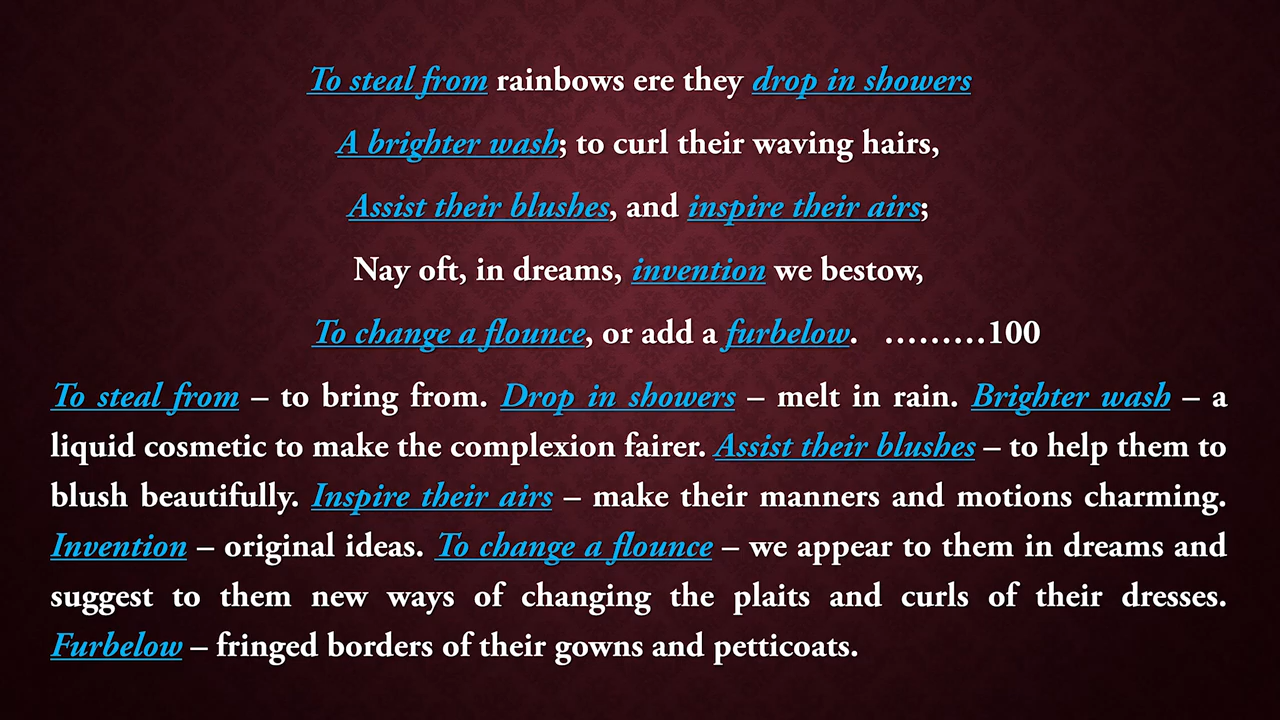 To steal from rainbows ere they drop in showers
A brighter wash; to curl their waving hairs,
Assist their blushes, and inspire their airs;
Nay oft, in dreams, invention we bestow,
To change a flounce, or add a furbelow. .........100
To steal from – to bring from. Drop in showers – melt in rain. Brighter wash – a
liquid cosmetic to make the complexion fairer. Assist their blushes – to help them to
blush beautifully. Inspire their airs – make their manners and motions charming.
Invention – original ideas. To change a flounce – we appear to them in dreams and
suggest to them new ways of changing the plaits and curls of their dresses.
Furbelow – fringed borders of their gowns and petticoats.